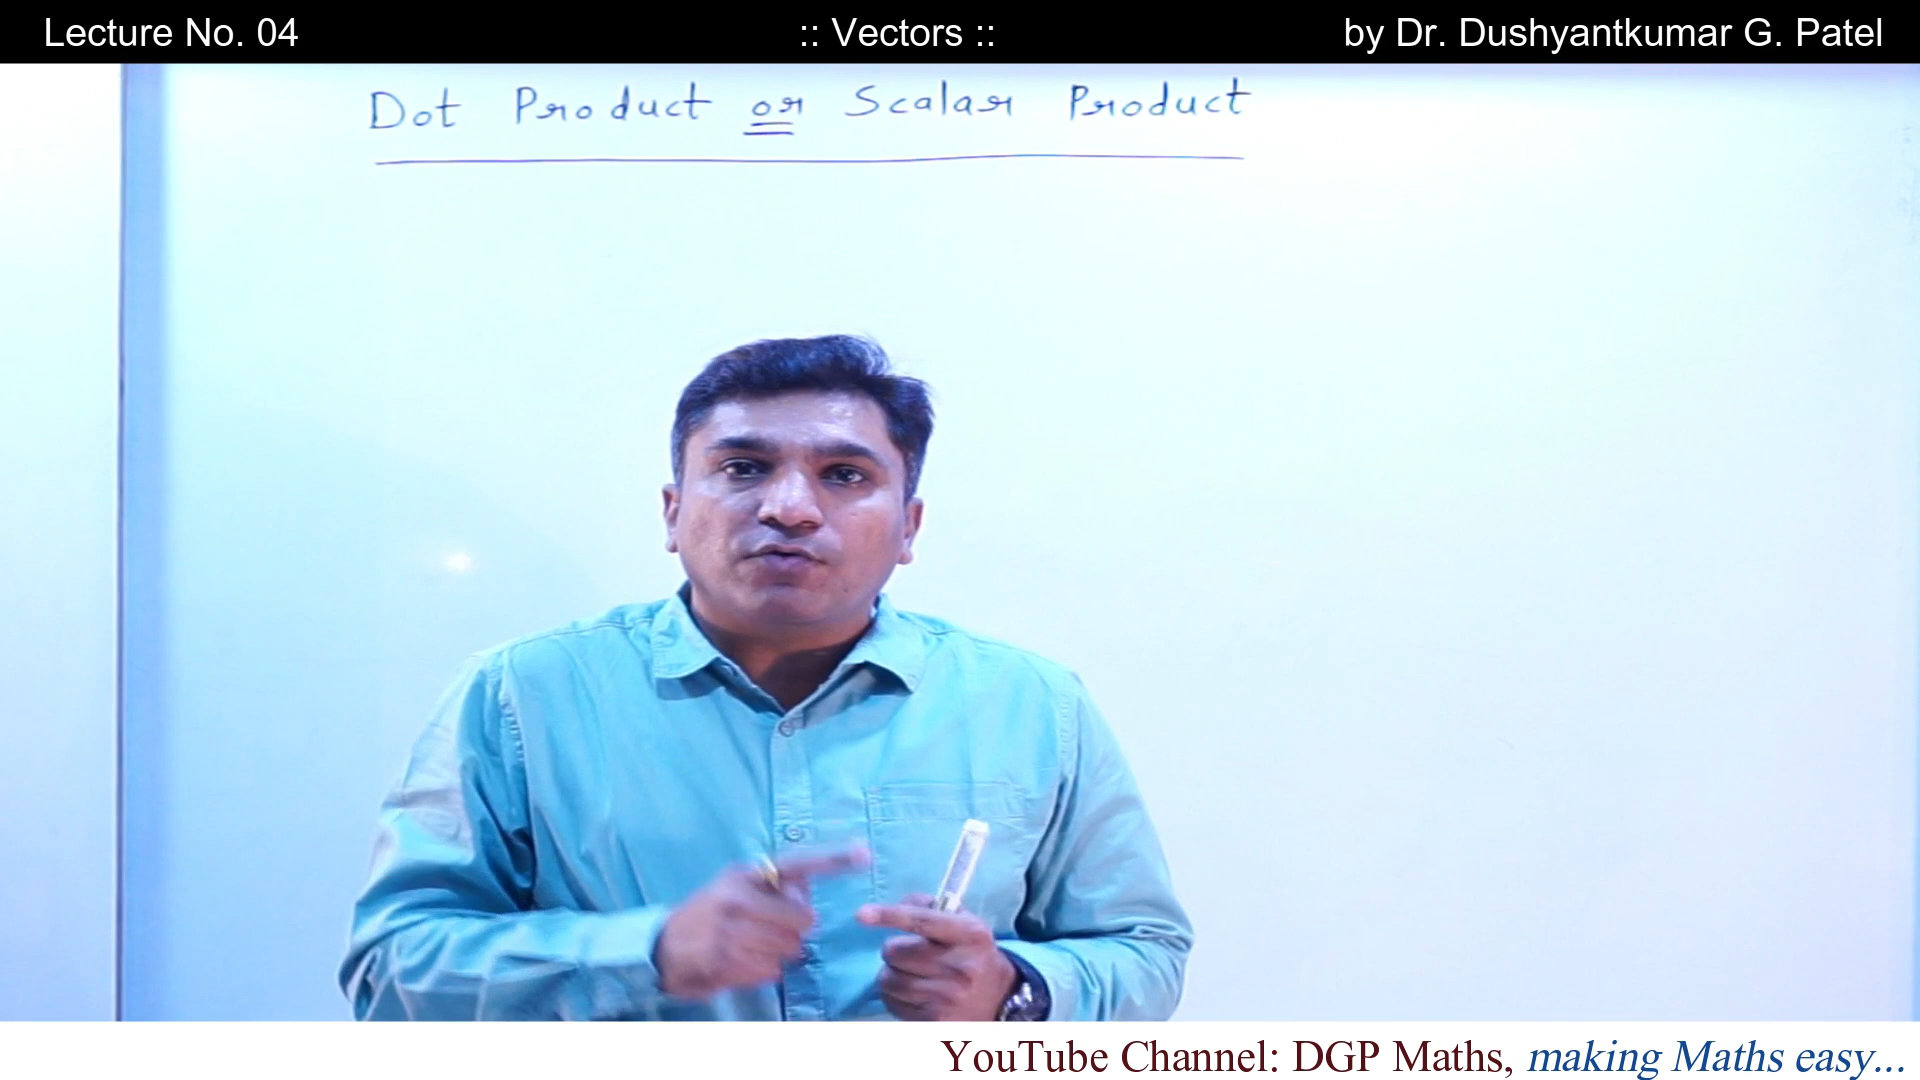 Lecture No. 04 :: Vectors :: by Dr. Dushyantkumar G. Patel
Dot Product or Scalar Product
YouTube Channel: DGP Maths, making Maths easy...